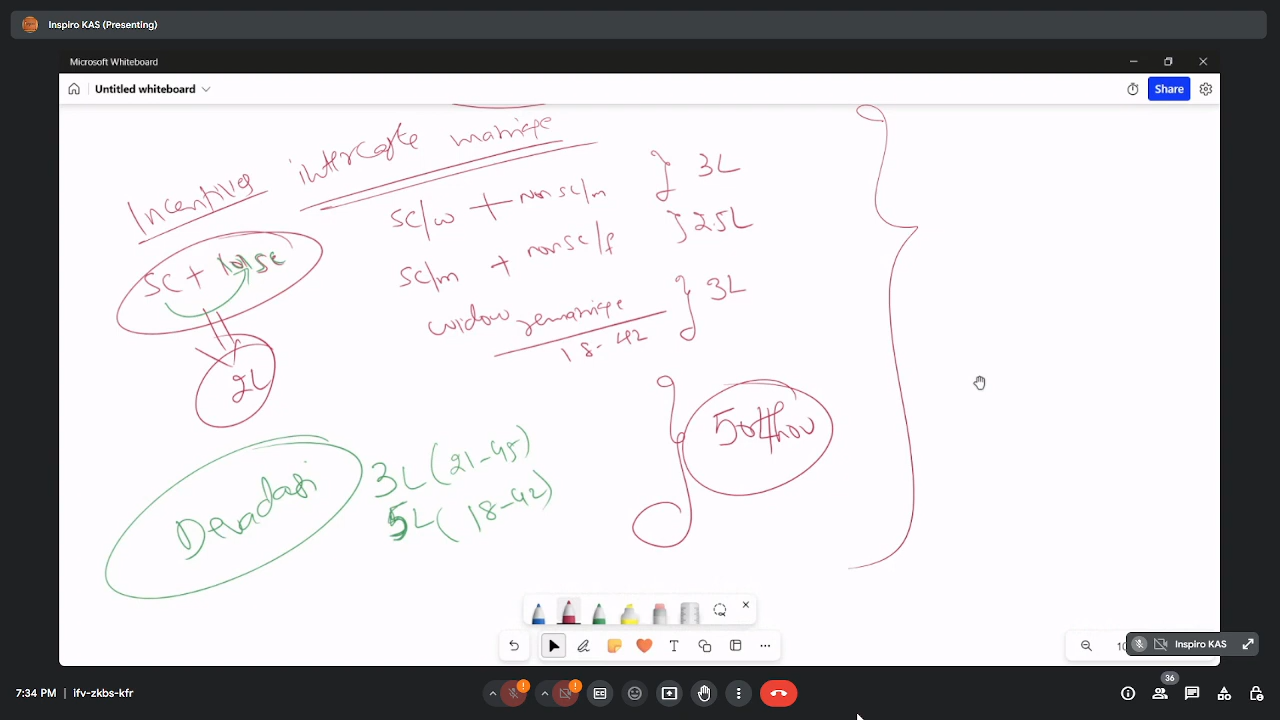 Inspiro KAS (Presenting)
Microsoft Whiteboard
Untitled whiteboard
Share
Incentives intercaste marriage
SC/w + non sc/m } 3L
SC/m + non sc/f } 2.5L
widow remarriage } 3L
18-42
SC +
2L
Devadasi
3L (21-45)
5L (18-42)
T
Inspiro KAS
7:34 PM | ifv-zkbs-kfr
36